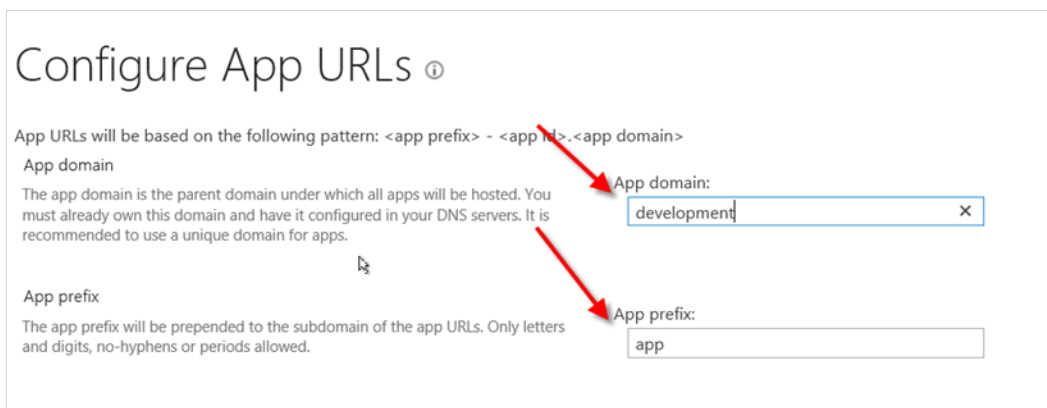 Configure App URLs
App URLs will be based on the following pattern: <app prefix> - <app id>.<app domain>
App domain
The app domain is the parent domain under which all apps will be hosted. You
must already own this domain and have it configured in your DNS servers. It is
recommended to use a unique domain for apps.
App domain:
development
App prefix
The app prefix will be prepended to the subdomain of the app URLs. Only letters
and digits, no-hyphens or periods allowed.
App prefix:
app